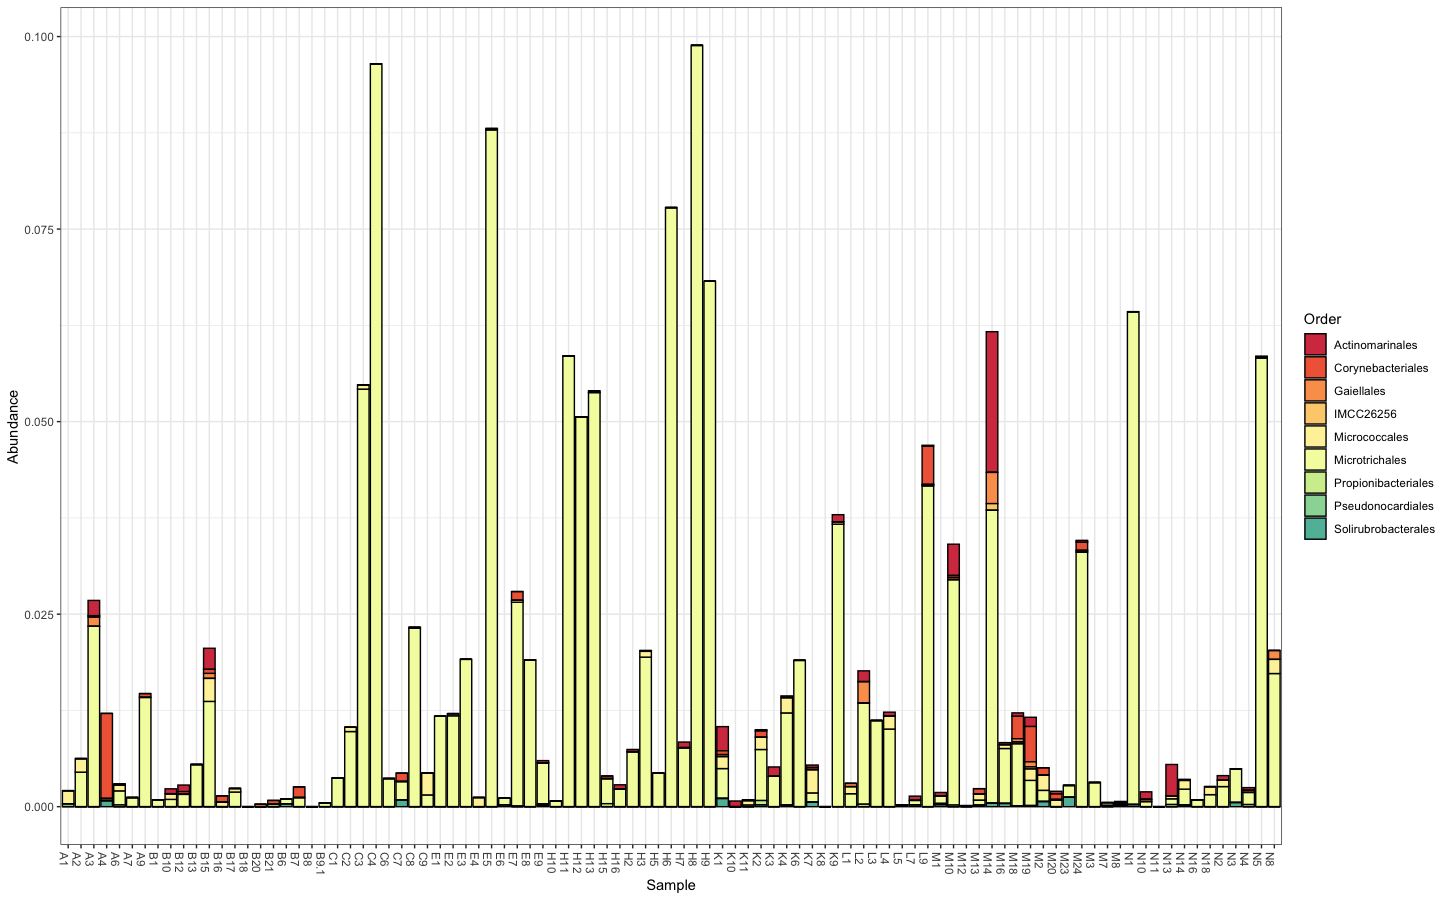 0.100
0.075
0.050
0.025
0.000
Abundance
A1
A2
A3
A4
A6
A7
A9
B1
B10
B12
B13
B15
B16
B17
B18
B20
B21
B6
B7
B8
B9.1
C1
C2
C3
C4
C6
C7
C8
C9
E1
E2
E3
E4
E5
E6
E7
E8
E9
H10
H11
H12
H13
H15
H16
H2
H3
H5
H6
H7
H8
H9
K1
K10
K11
K2
K3
K4
K6
K7
K8
K9
L1
L2
L3
L4
L5
L7
L9
M1
M10
M12
M13
M14
M16
M18
M19
M2
M20
M23
M24
M3
M7
M8
N1
N10
N11
N13
N14
N16
N18
N2
N3
N4
N5
N8
Sample
Order
Actinomarinales
Corynebacteriales
Gaiellales
IMCC26256
Micrococcales
Microtrichales
Propionibacteriales
Pseudonocardiales
Solirubrobacterales